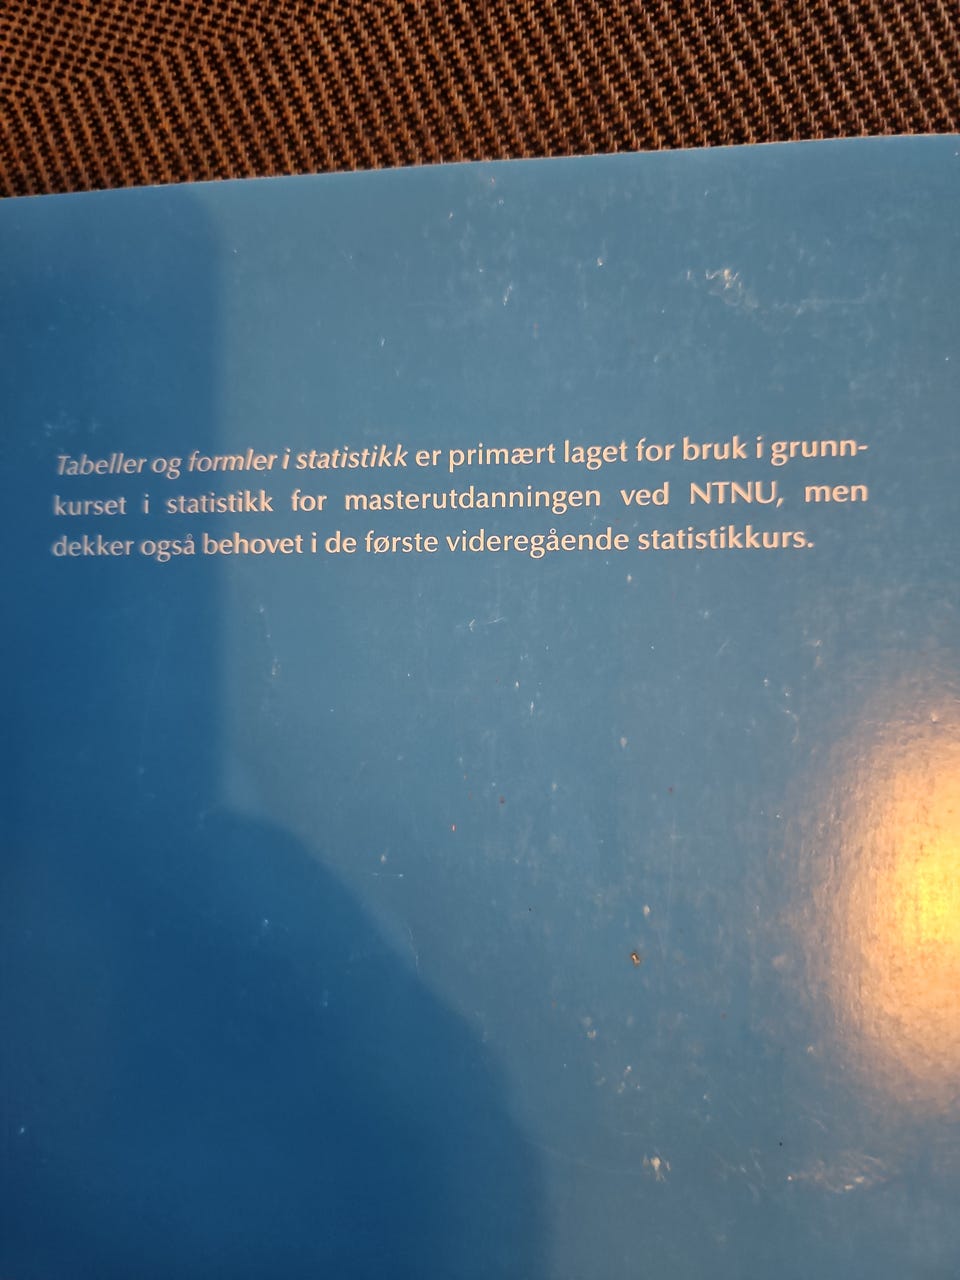 Tabeller og formler i statistikk er primært laget for bruk i grunn-
kurset i statistikk for masterutdanningen ved NTNU, men
dekker også behovet i de første videregående statistikkurs.